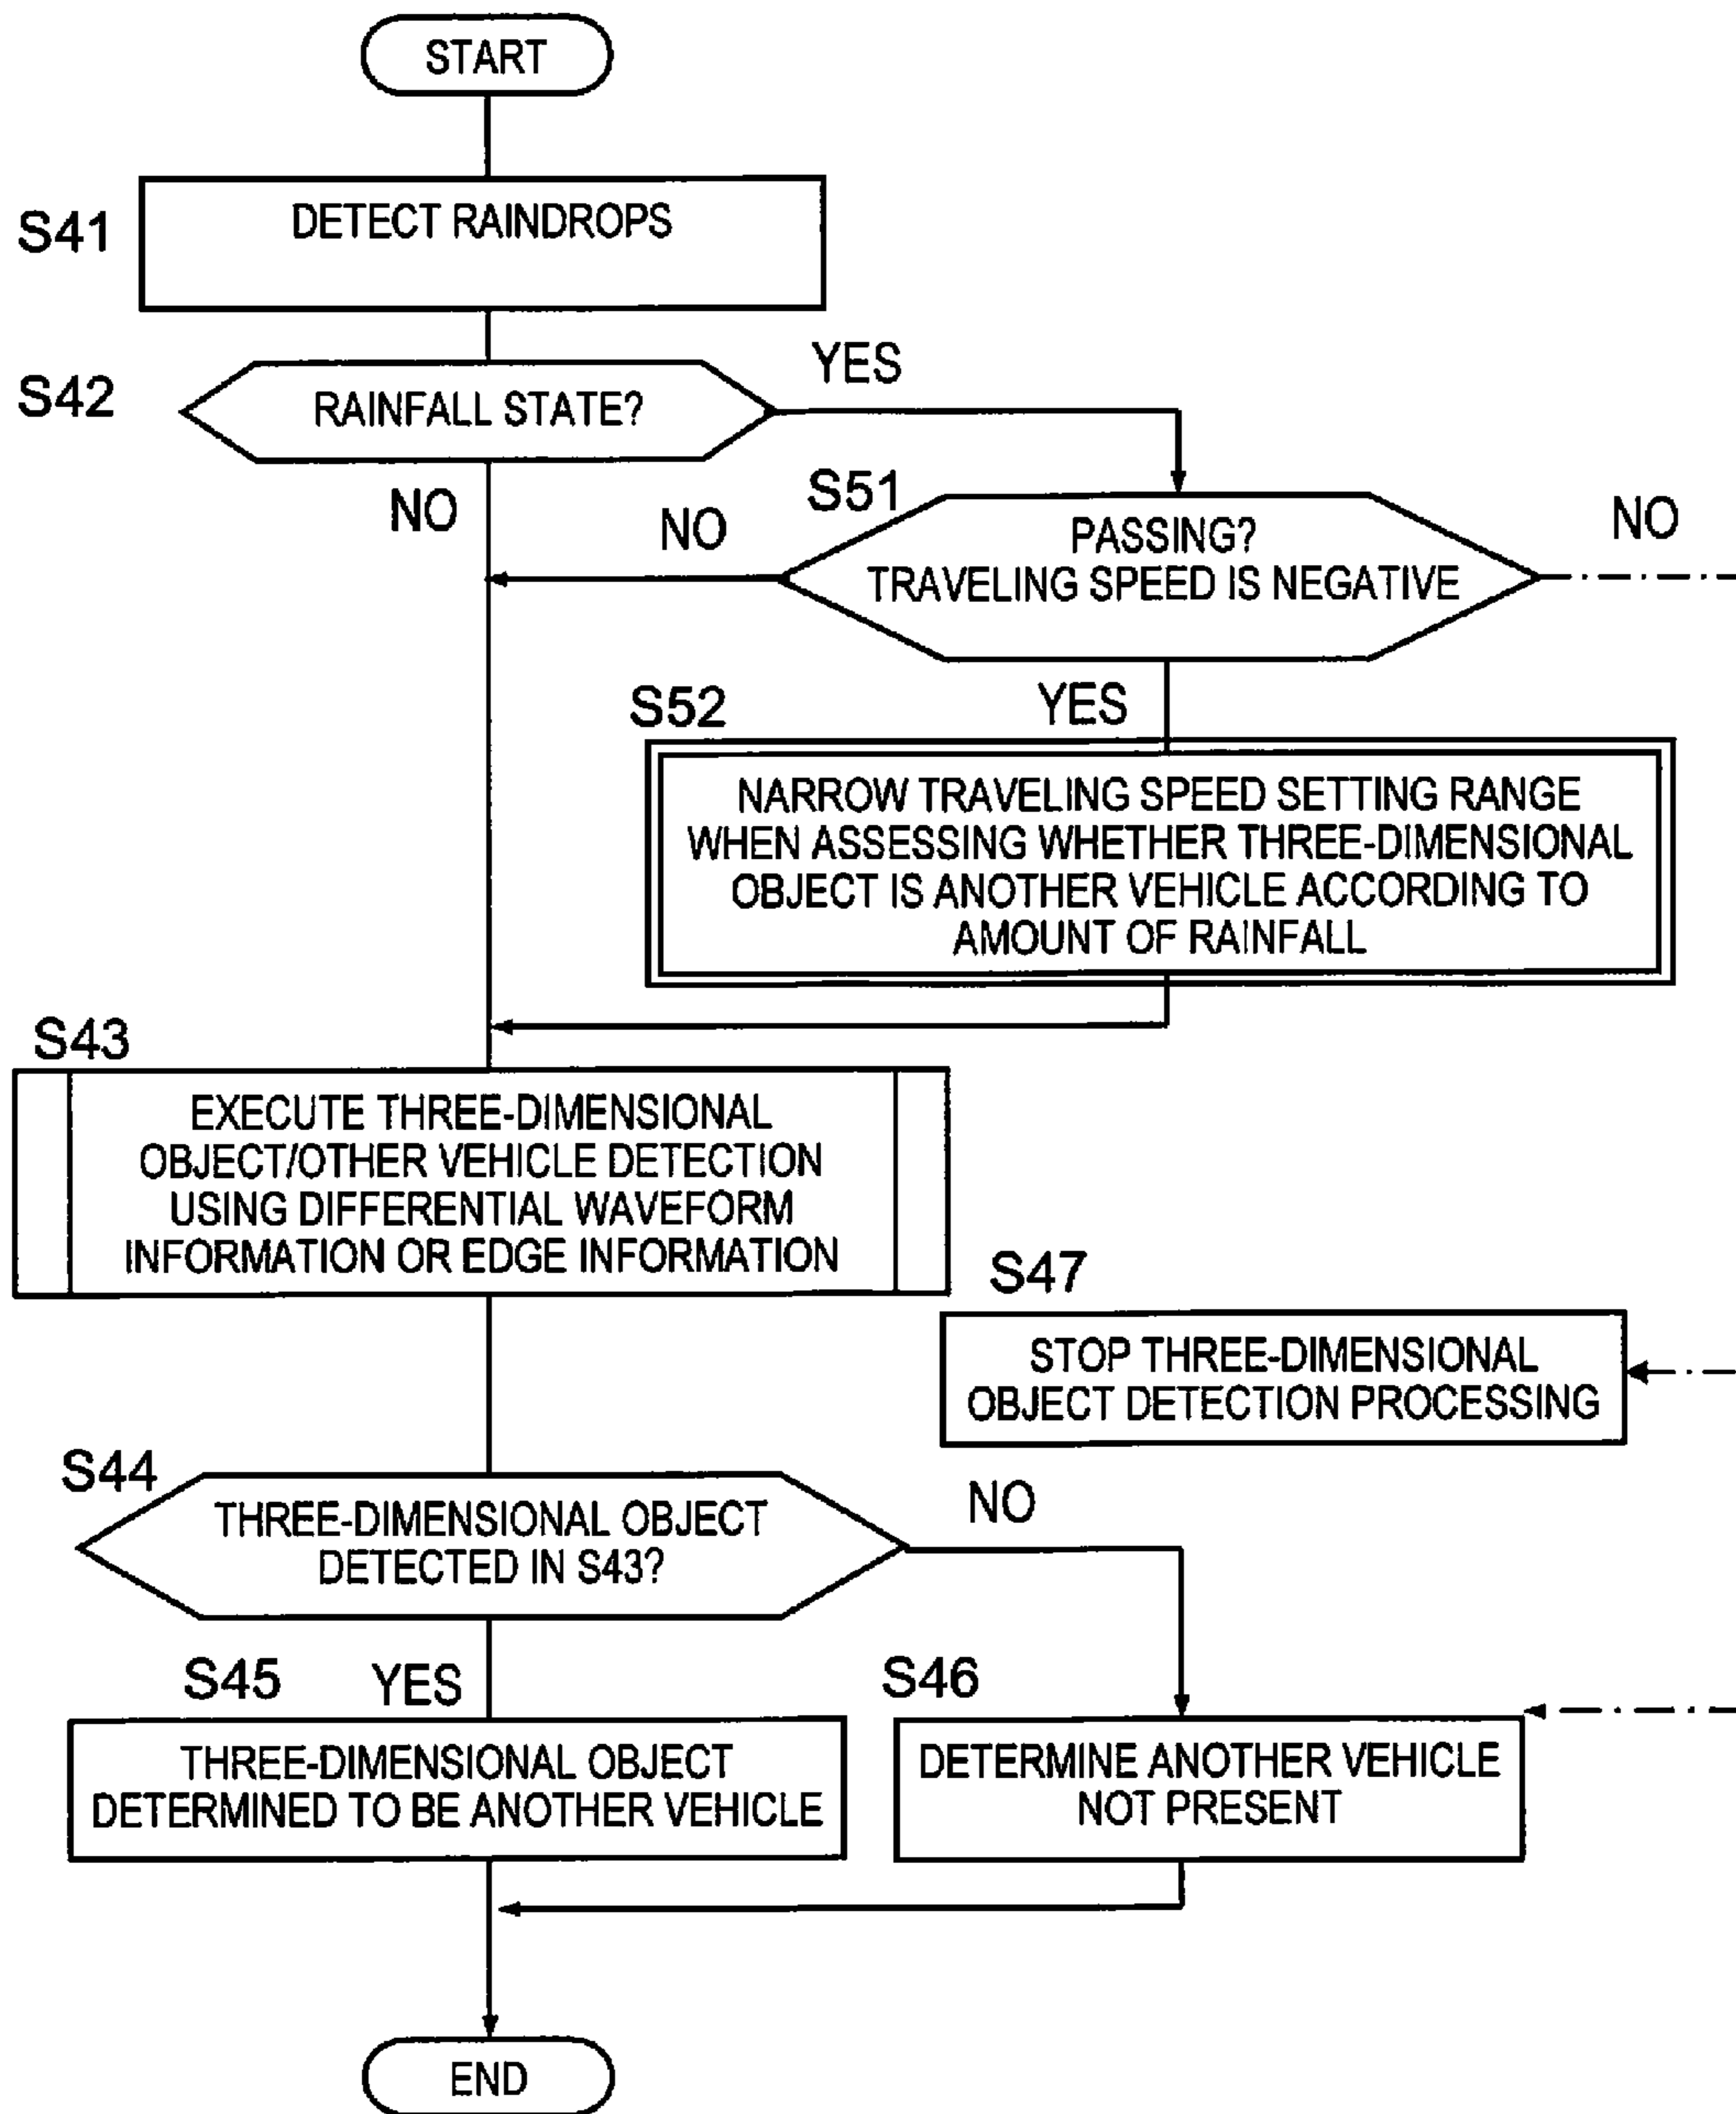 START
S41
DETECT RAINDROPS
S42
RAINFALL STATE?
YES
NO
S51
NO
PASSING?
TRAVELING SPEED IS NEGATIVE
NO
YES
S52
NARROW TRAVELING SPEED SETTING RANGE
WHEN ASSESSING WHETHER THREE-DIMENSIONAL
OBJECT IS ANOTHER VEHICLE ACCORDING TO
AMOUNT OF RAINFALL
S43
EXECUTE THREE-DIMENSIONAL
OBJECT/OTHER VEHICLE DETECTION
USING DIFFERENTIAL WAVEFORM
INFORMATION OR EDGE INFORMATION
S47
STOP THREE-DIMENSIONAL
OBJECT DETECTION PROCESSING
S44
THREE-DIMENSIONAL OBJECT
DETECTED IN S43?
NO
S45
YES
THREE-DIMENSIONAL OBJECT
DETERMINED TO BE ANOTHER VEHICLE
S46
DETERMINE ANOTHER VEHICLE
NOT PRESENT
END